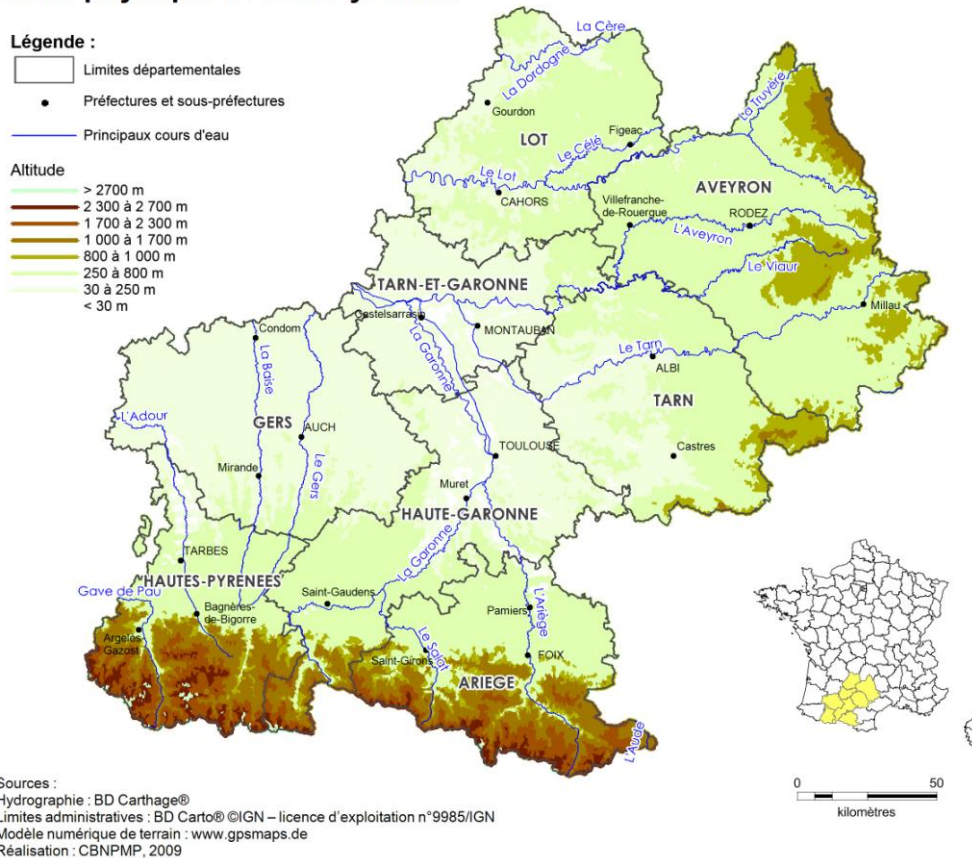 Légende :
Limites départementales
Préfectures et sous-préfectures
Principaux cours d'eau
Altitude
> 2700 m
2 300 à 2 700 m
1 700 à 2 300 m
1 000 à 1 700 m
800 à 1 000 m
250 à 800 m
30 à 250 m
< 30 m
La Cère
La Dordogne
Gourdon
LOT
Figeac
Le Célé
Le Lot
CAHORS
La Truyère
AVEYRON
Villefranche-
de-Rouergue
RODEZ
L'Aveyron
Le Viaur
Millau
TARN-ET-GARONNE
Castelsarrasin
MONTAUBAN
La Garonne
Le Tarn
ALBI
TARN
Castres
Condom
La Baïse
GERS
L'Adour
AUCH
Mirande
Le Gers
TOULOUSE
Muret
HAUTE-GARONNE
La Garonne
TARBES
HAUTES-PYRENEES
Gave de Pau
Bagnères-
de-Bigorre
Argelès-
Gazost
Saint-Gaudens
Pamiers
L'Ariège
Le Salat
Saint-Girons
FOIX
ARIEGE
L'Aude
0 50
kilomètres
Sources :
Hydrographie : BD Carthage®
Limites administratives : BD Carto® ©IGN – licence d'exploitation n°9985/IGN
Modèle numérique de terrain : www.gpsmaps.de
Réalisation : CBNPMP, 2009